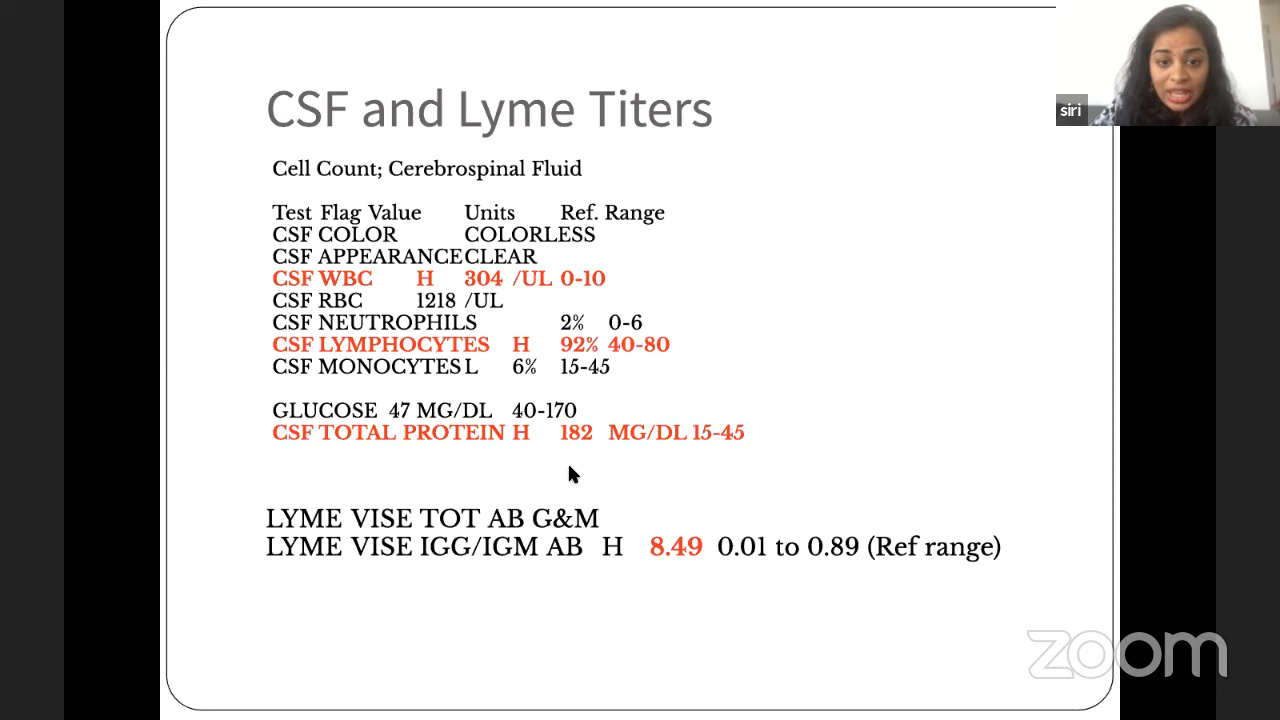 CSF and Lyme Titers
siri
Cell Count; Cerebrospinal Fluid
Test Flag Value Units Ref. Range
CSF COLOR COLORLESS
CSF APPEARANCE CLEAR
CSF WBC H 304 /UL 0-10
CSF RBC 1218 /UL
CSF NEUTROPHILS 2% 0-6
CSF LYMPHOCYTES H 92% 40-80
CSF MONOCYTES L 6% 15-45
GLUCOSE 47 MG/DL 40-170
CSF TOTAL PROTEIN H 182 MG/DL 15-45
LYME VISE TOT AB G&M
LYME VISE IGG/IGM AB H 8.49 0.01 to 0.89 (Ref range)
zoom